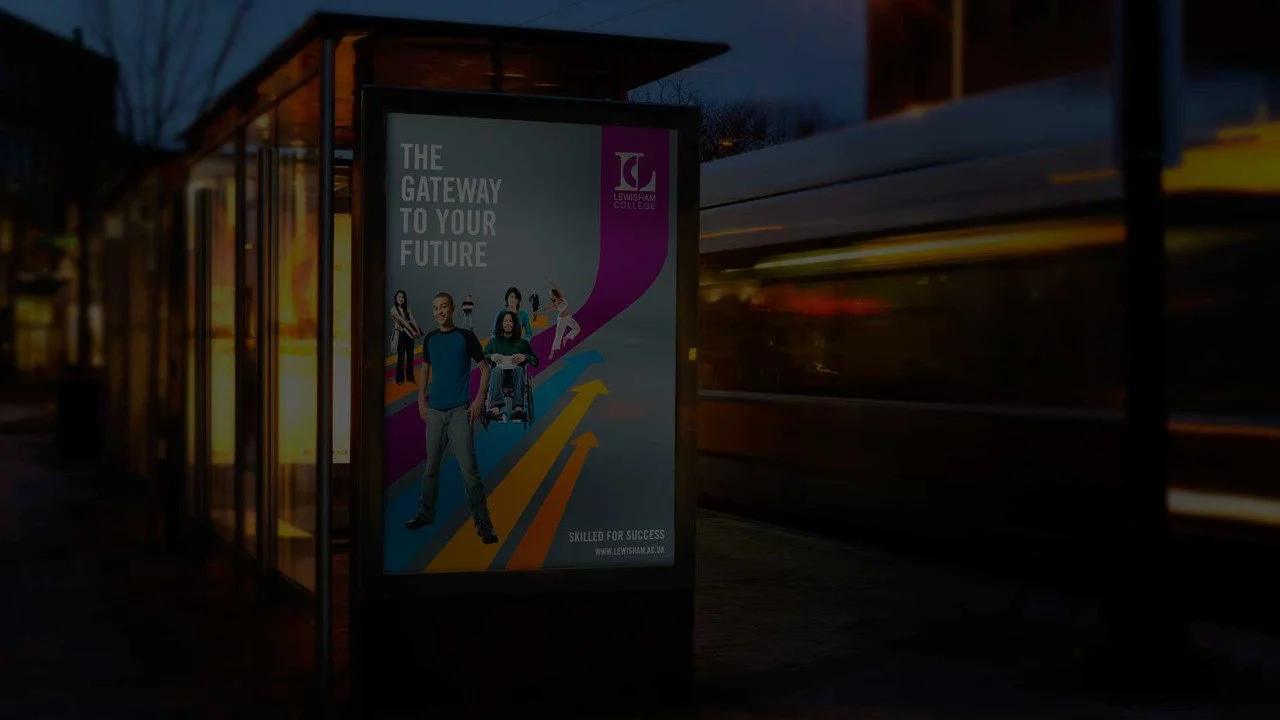 THE
GATEWAY
TO YOUR
FUTURE
LEWISHAM
COLLEGE
SKILLED FOR SUCCESS
WWW.LEWISHAM.AC.UK